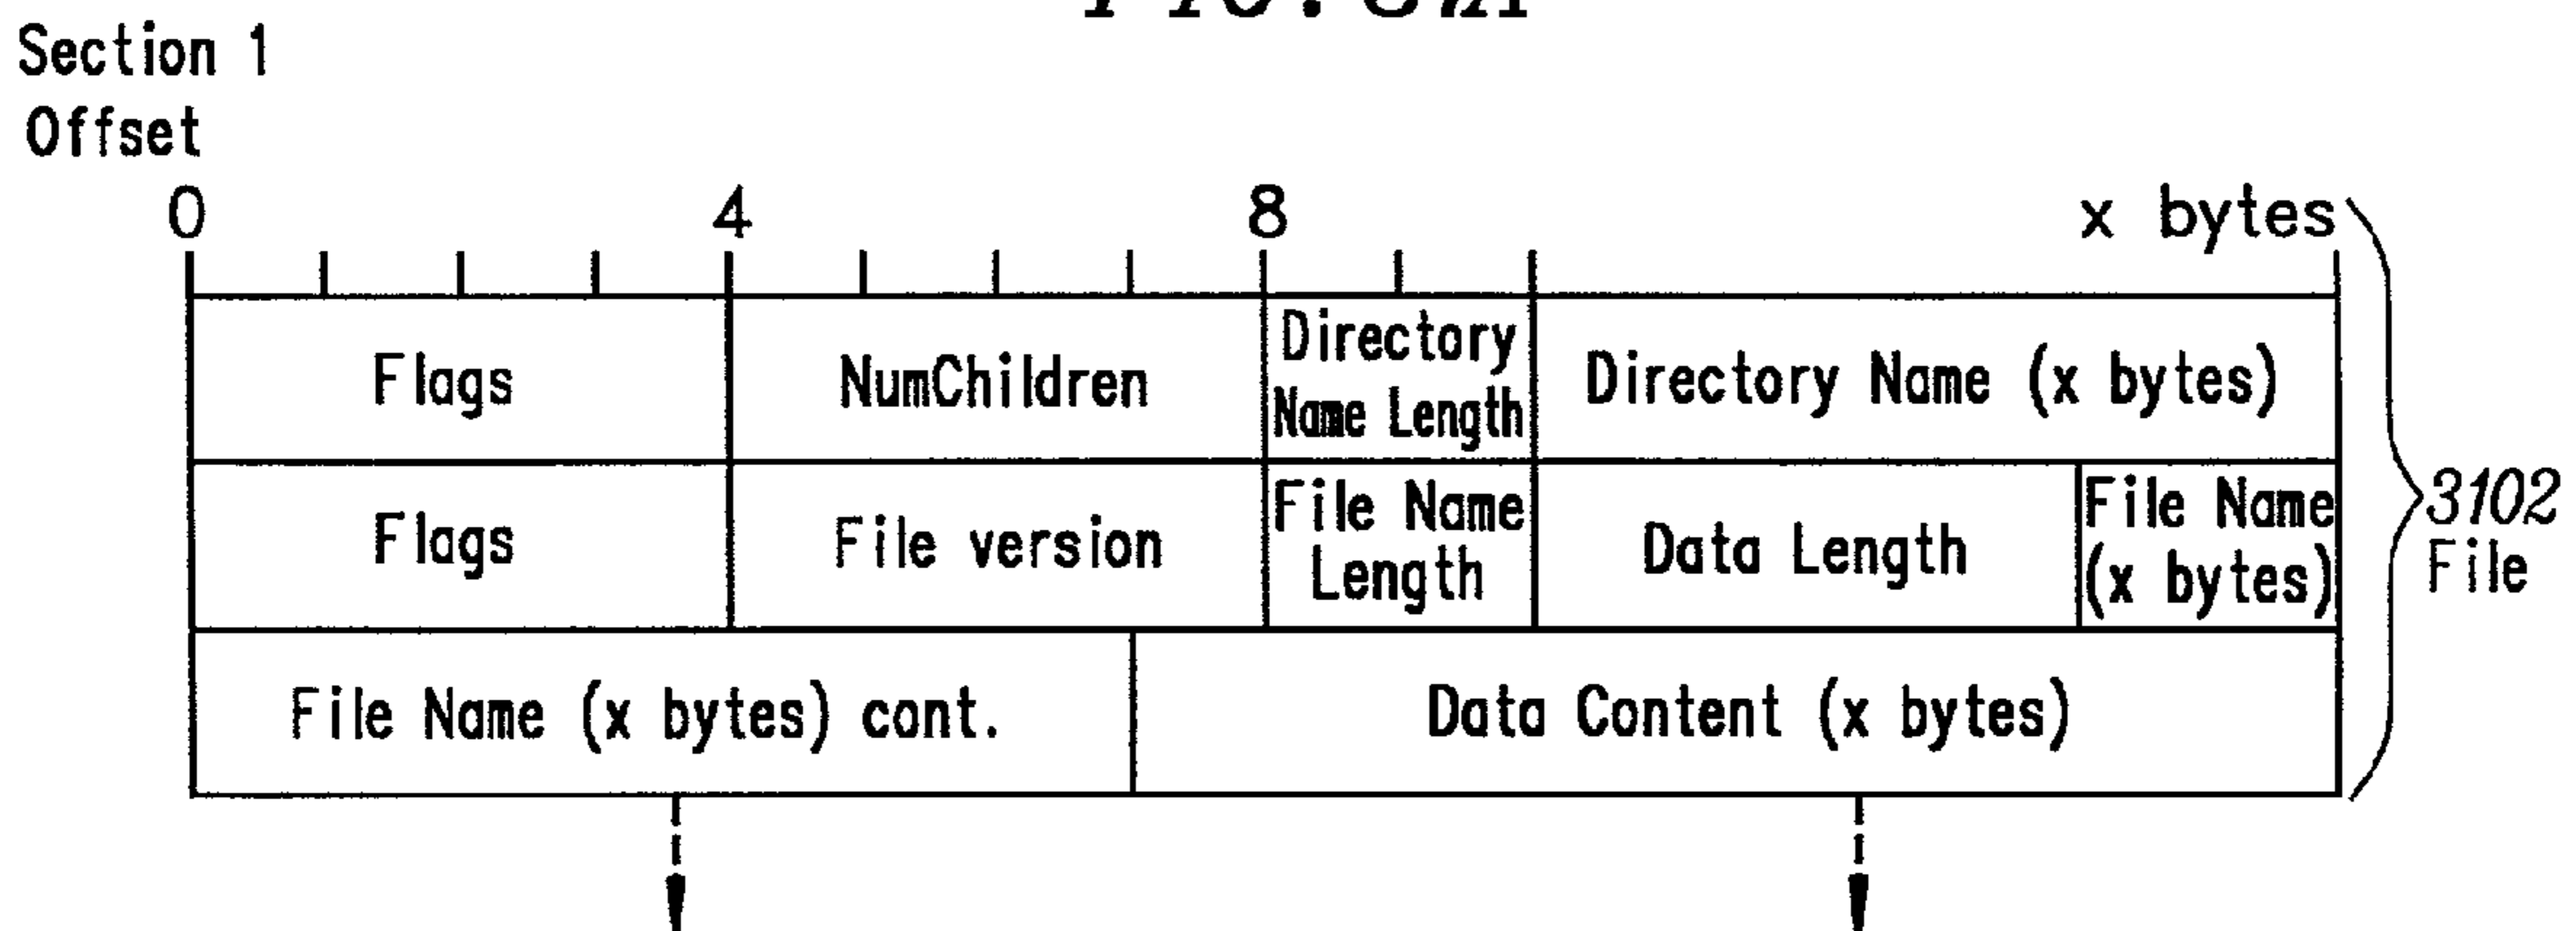 Section 1
Offset
0 4 8 x bytes
Directory
Flags NumChildren Name Length Directory Name (x bytes)
Flags File version File Name Length Data Length File Name (x bytes)
3102
File
File Name (x bytes) cont. Data Content (x bytes)